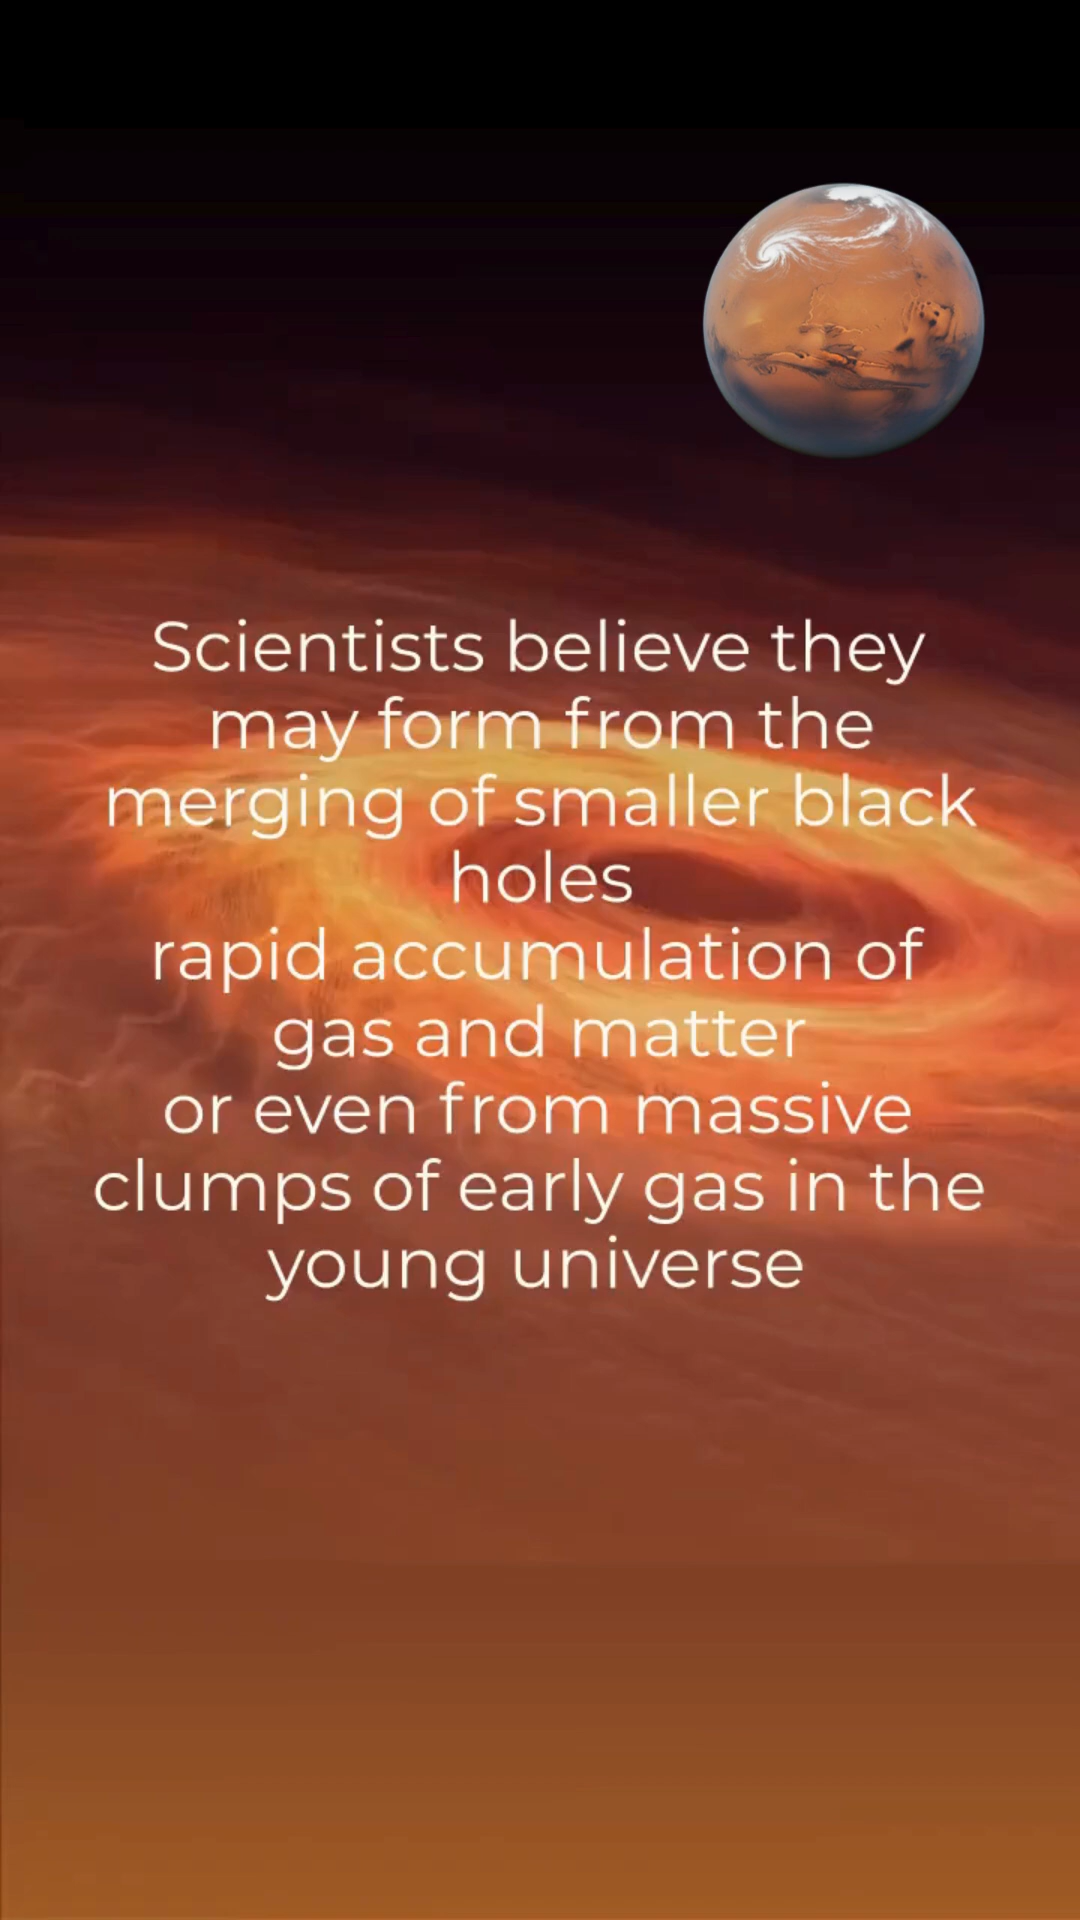 Scientists believe they
may form from the
merging of smaller black
holes
rapid accumulation of
gas and matter
or even from massive
clumps of early gas in the
young universe